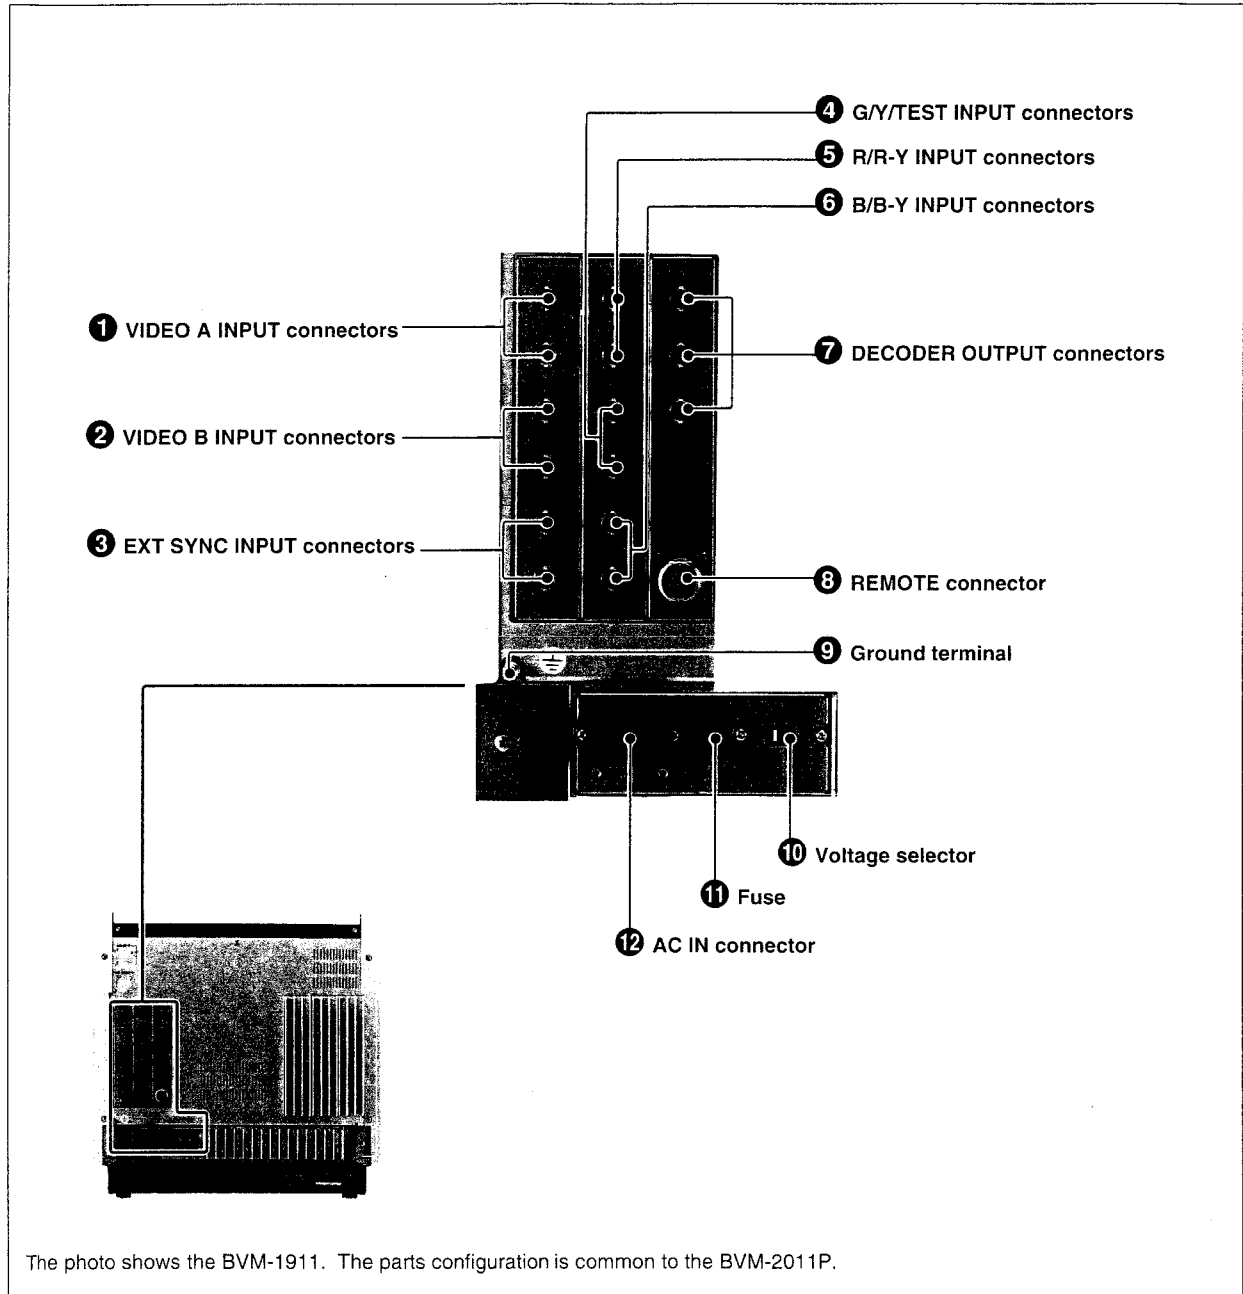 4 G/Y/TEST INPUT connectors
5 R/R-Y INPUT connectors
6 B/B-Y INPUT connectors
1 VIDEO A INPUT connectors
7 DECODER OUTPUT connectors
2 VIDEO B INPUT connectors
3 EXT SYNC INPUT connectors
8 REMOTE connector
9 Ground terminal
10 Voltage selector
11 Fuse
12 AC IN connector
The photo shows the BVM-1911. The parts configuration is common to the BVM-2011P.